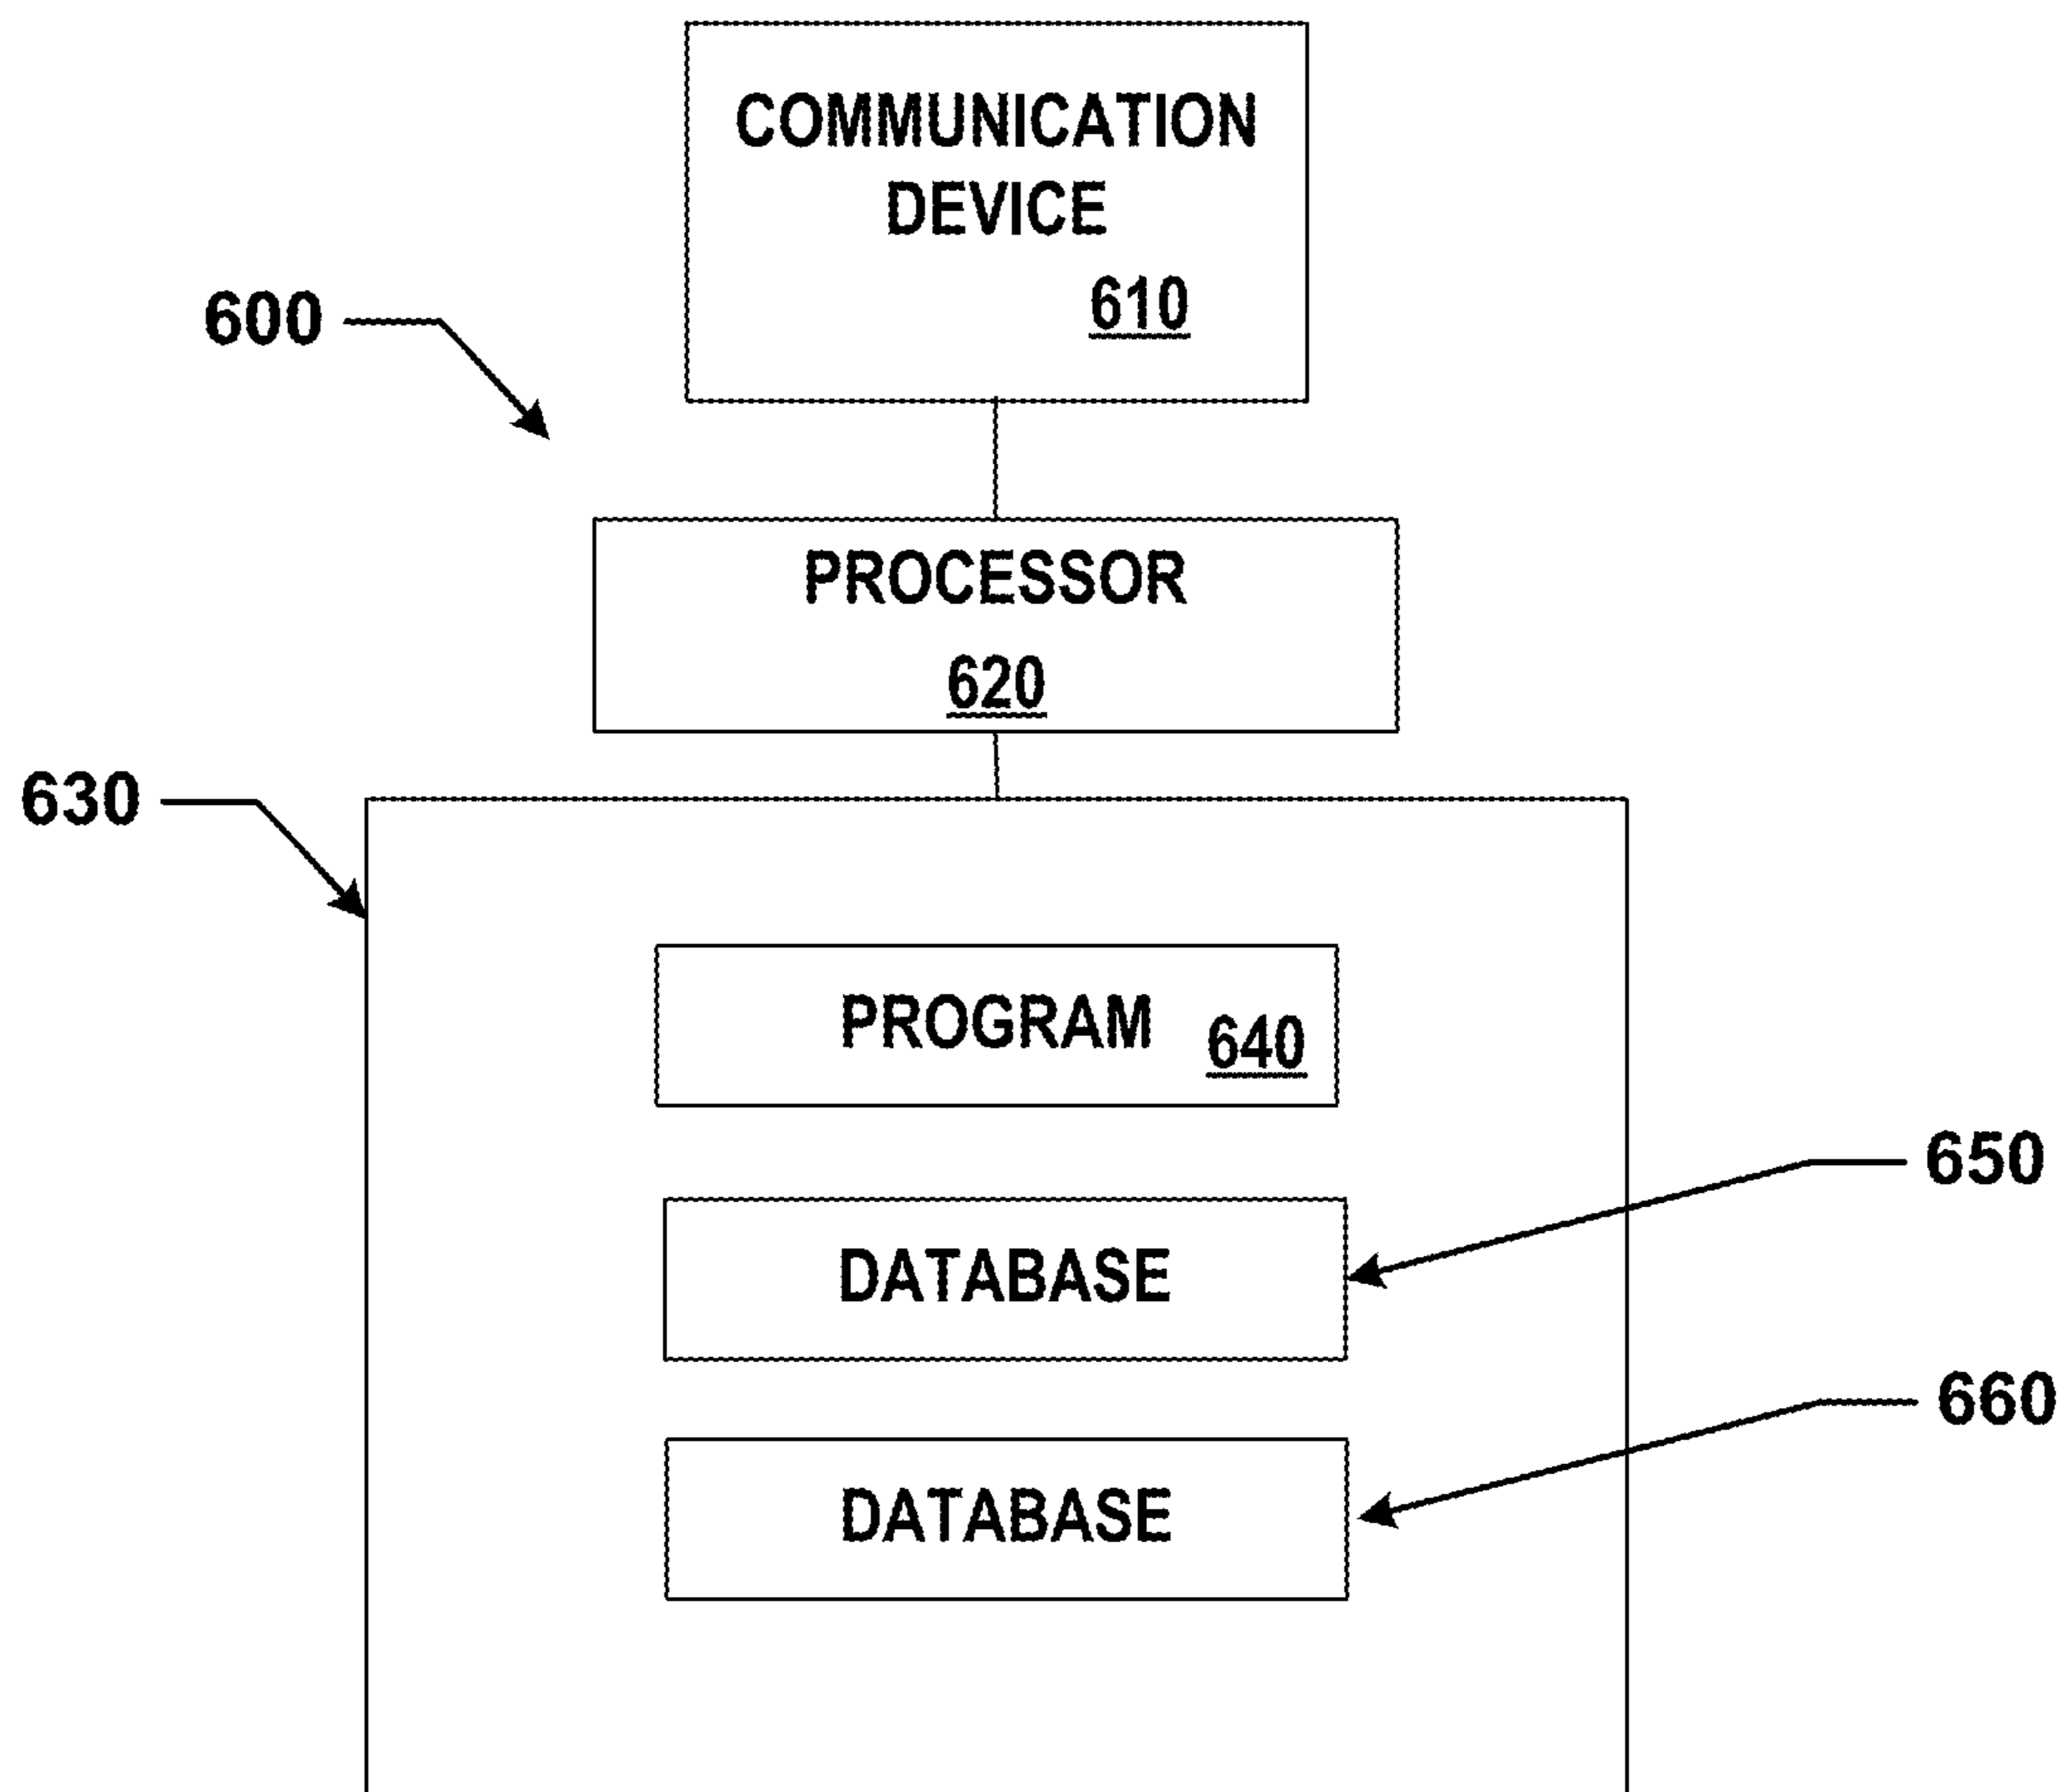 COMMUNICATION
DEVICE
610
600
PROCESSOR
620
630
PROGRAM 640
650
DATABASE
660
DATABASE